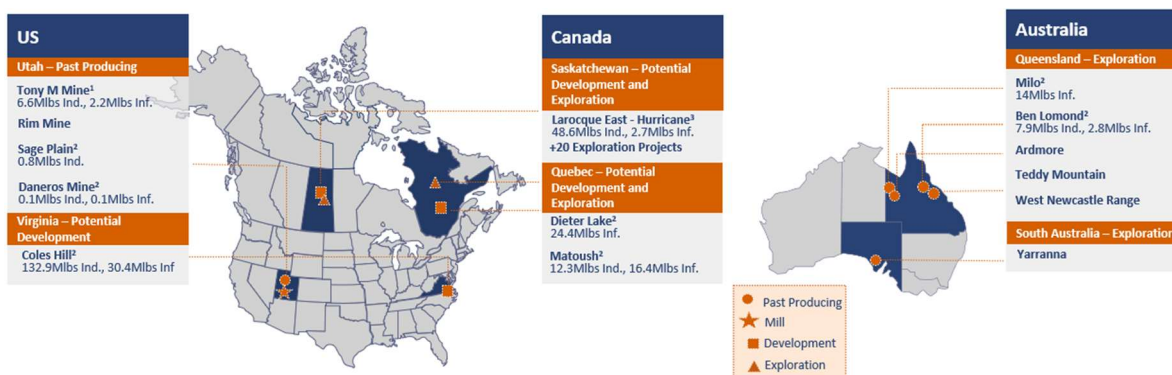 US
Utah – Past Producing
Tony M Mine¹
6.6Mlbs Ind., 2.2Mlbs Inf.
Rim Mine
Sage Plain²
0.8Mlbs Ind.
Daneros Mine²
0.1Mlbs Ind., 0.1Mlbs Inf.
Virginia – Potential
Development
Coles Hill²
132.9Mlbs Ind., 30.4Mlbs Inf
Canada
Saskatchewan – Potential
Development and
Exploration
Larocque East - Hurricane³
48.6Mlbs Ind., 2.7Mlbs Inf.
+20 Exploration Projects
Quebec – Potential
Development and
Exploration
Dieter Lake²
24.4Mlbs Inf.
Matoush²
12.3Mlbs Ind., 16.4Mlbs Inf.
Australia
Queensland – Exploration
Milo²
14Mlbs Inf.
Ben Lomond²
7.9Mlbs Ind., 2.8Mlbs Inf.
Ardmore
Teddy Mountain
West Newcastle Range
South Australia – Exploration
Yarranna
Past Producing
Mill
Development
Exploration